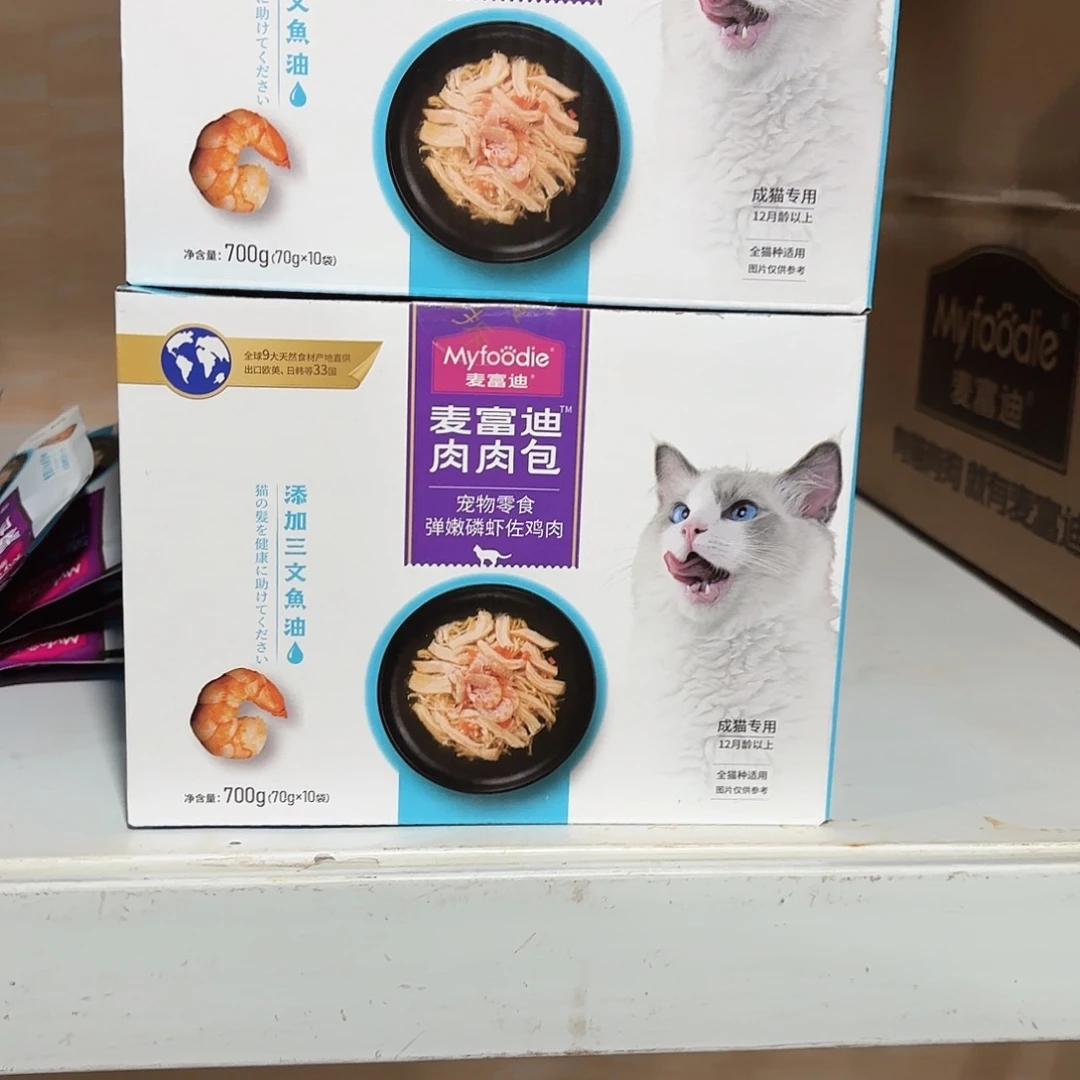 文魚油
に助けてください
净含量：700g(70g×10袋)
成猫专用
12月龄以上
全猫种适用
图片仅供参考
全球9大天然食材产地直供
出口欧美、日韩等33国
Myfoodie®
麦富迪®
麦富迪™
肉肉包
宠物零食
弹嫩磷虾佐鸡肉
添加三文魚油
猫の髪を健康に助けてください
净含量：700g(70g×10袋)
成猫专用
12月龄以上
全猫种适用
图片仅供参考
Myfoodie®
麦富迪®
就有麦富迪